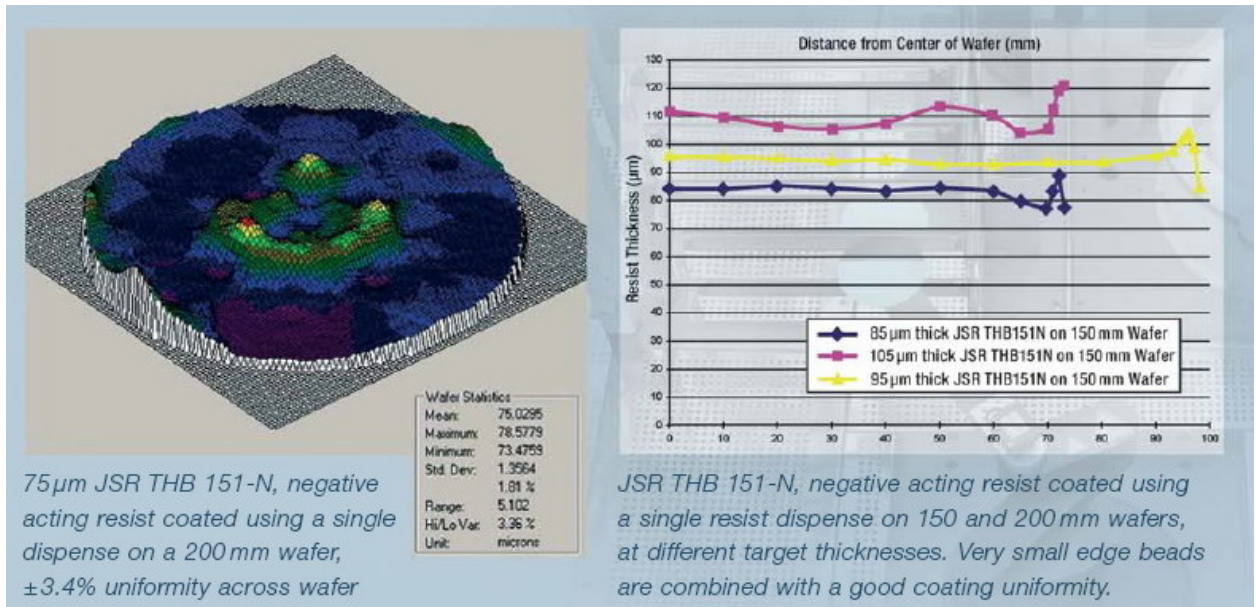 Wafer Statistics
Mean: 75.0295
Maximum: 78.5779
Minimum: 73.4759
Std. Dev: 1.3564
1.81 %
Range: 5.102
Hi/Lo Var: 3.36 %
Unit: microns
75 µm JSR THB 151-N, negative
acting resist coated using a single
dispense on a 200 mm wafer,
±3.4% uniformity across wafer
Distance from Center of Wafer (mm)
Resist Thickness (µm)
130
120
110
100
90
80
70
60
50
40
30
20
10
0
0 10 20 30 40 50 60 70 80 90 100
85 µm thick JSR THB151N on 150 mm Wafer
105 µm thick JSR THB151N on 150 mm Wafer
95 µm thick JSR THB151N on 150 mm Wafer
JSR THB 151-N, negative acting resist coated using
a single resist dispense on 150 and 200 mm wafers,
at different target thicknesses. Very small edge beads
are combined with a good coating uniformity.